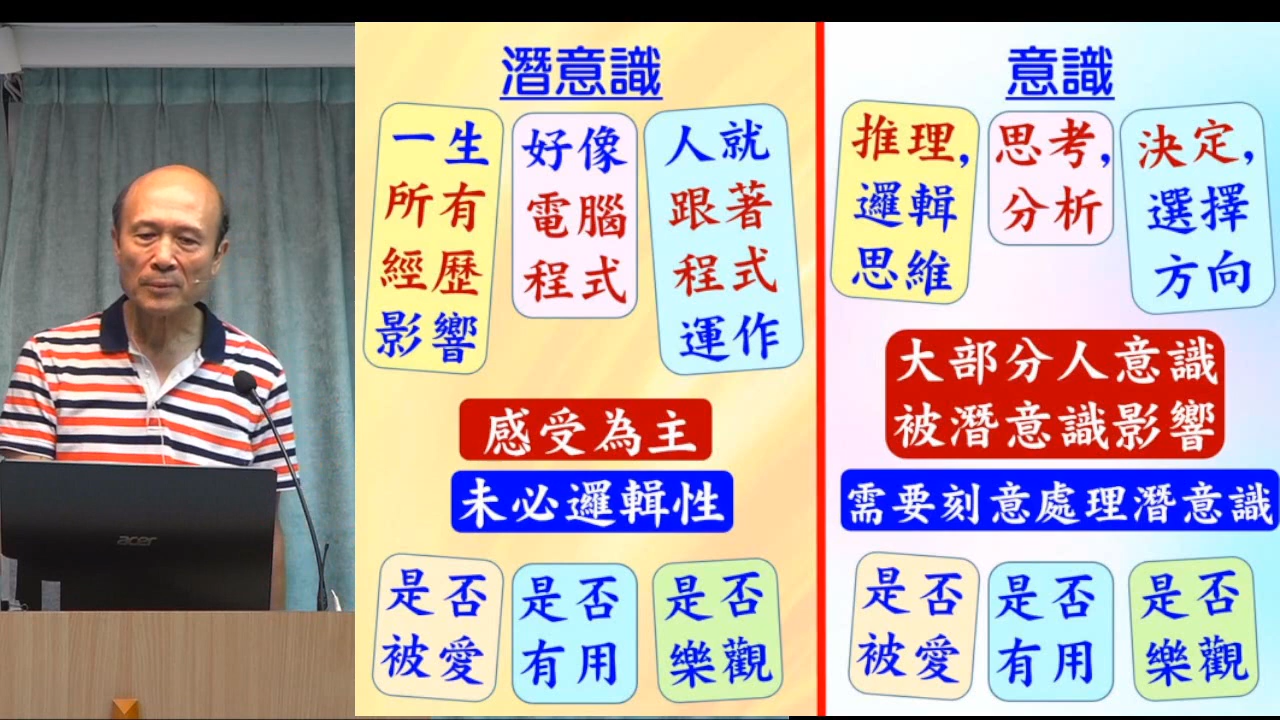 潛意識
一生
所有
經歷
影響
好像
電腦
程式
人就
跟著
程式
運作
感受為主
未必邏輯性
是否
被愛
是否
有用
是否
樂觀
意識
推理,
邏輯
思維
思考,
分析
決定,
選擇
方向
大部分人意識
被潛意識影響
需要刻意處理潛意識
是否
被愛
是否
有用
是否
樂觀
acer